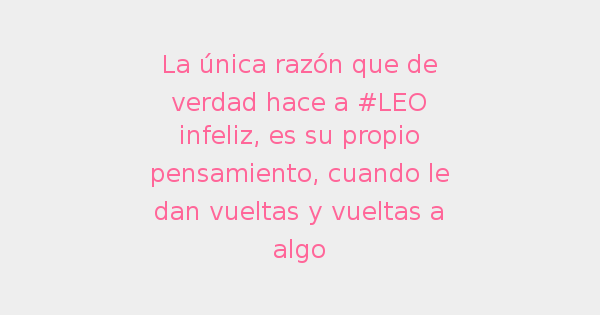 La única razón que de
verdad hace a #LEO
infeliz, es su propio
pensamiento, cuando le
dan vueltas y vueltas a
algo